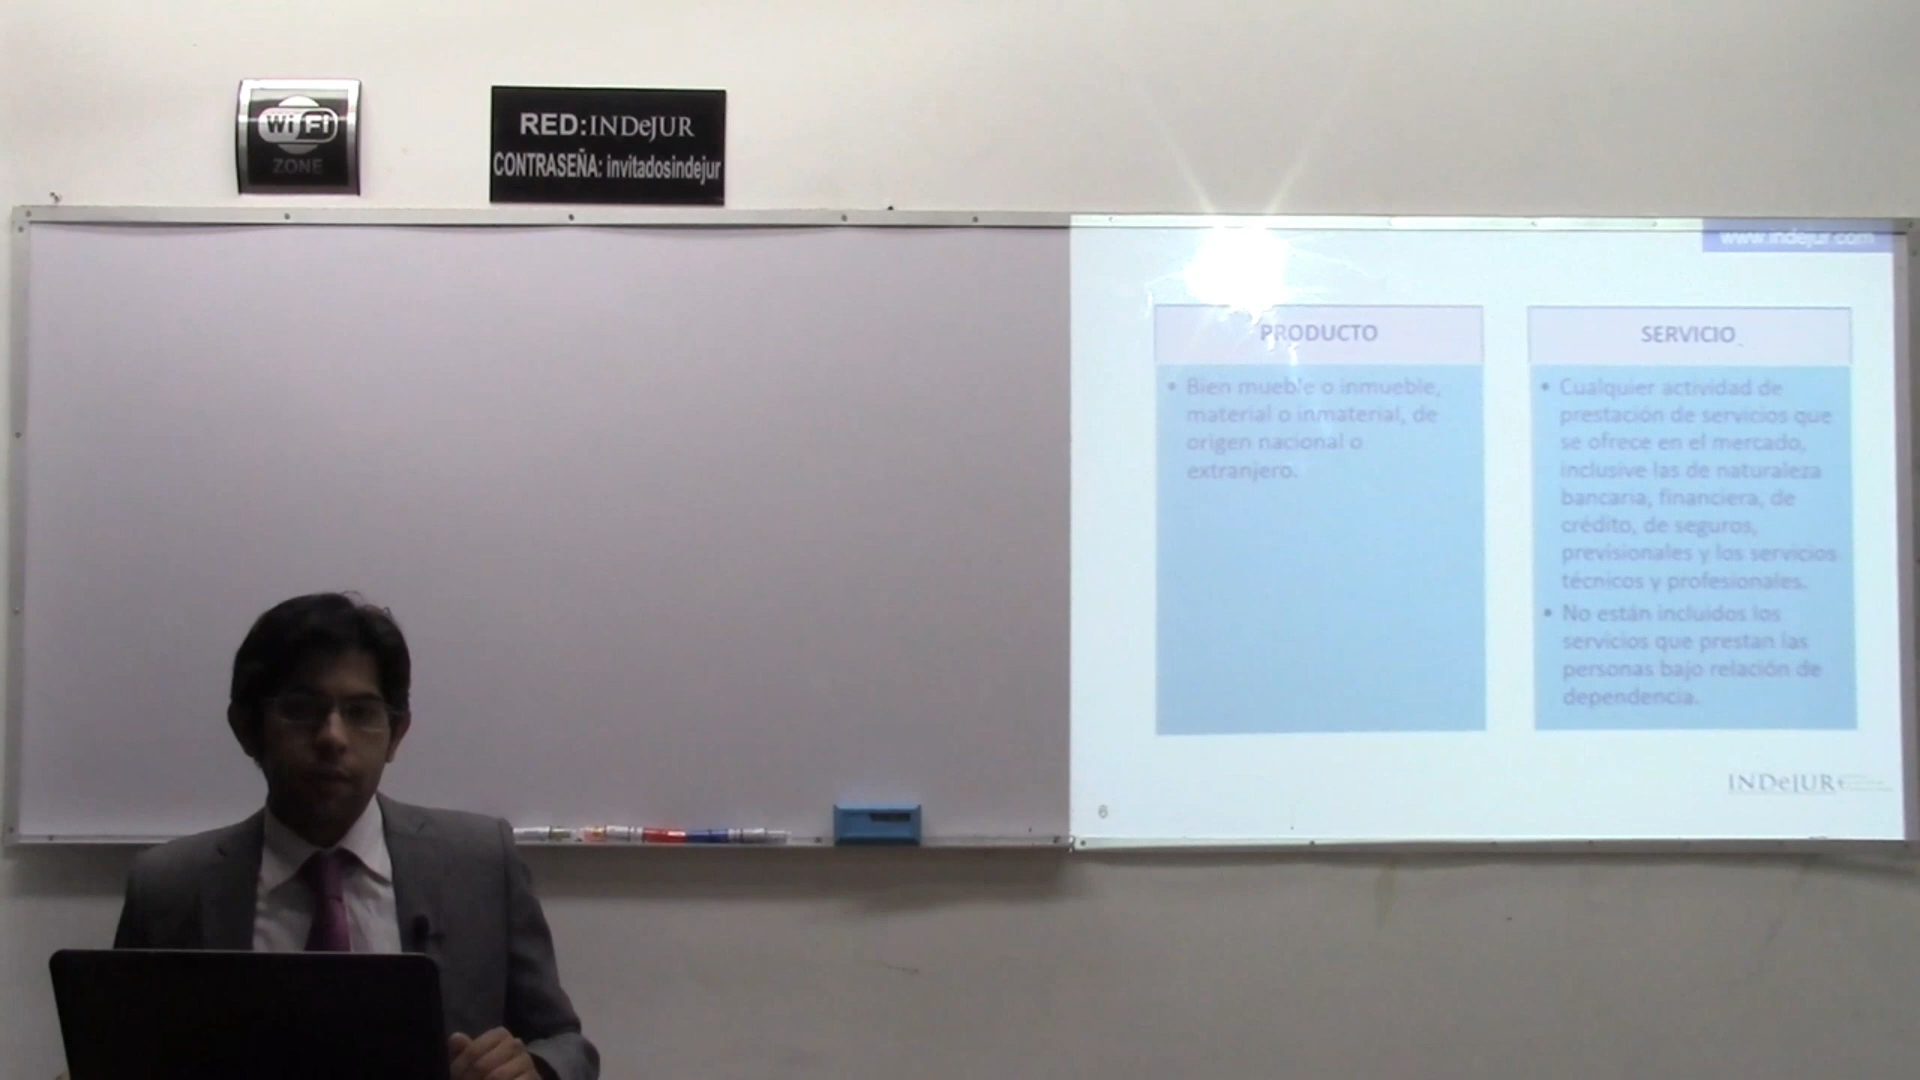 WiFi
ZONE
RED:INDeJUR
CONTRASEÑA: invitadosindejur
www.indejur.com
PRODUCTO
• Bien mueble o inmueble,
material o inmaterial, de
origen nacional o
extranjero.
SERVICIO
• Cualquier actividad de
prestación de servicios que
se ofrece en el mercado,
inclusive las de naturaleza
bancaria, financiera, de
crédito, de seguros,
previsionales y los servicios
técnicos y profesionales.
• No están incluidos los
servicios que prestan las
personas bajo relación de
dependencia.
INDeJUR
6